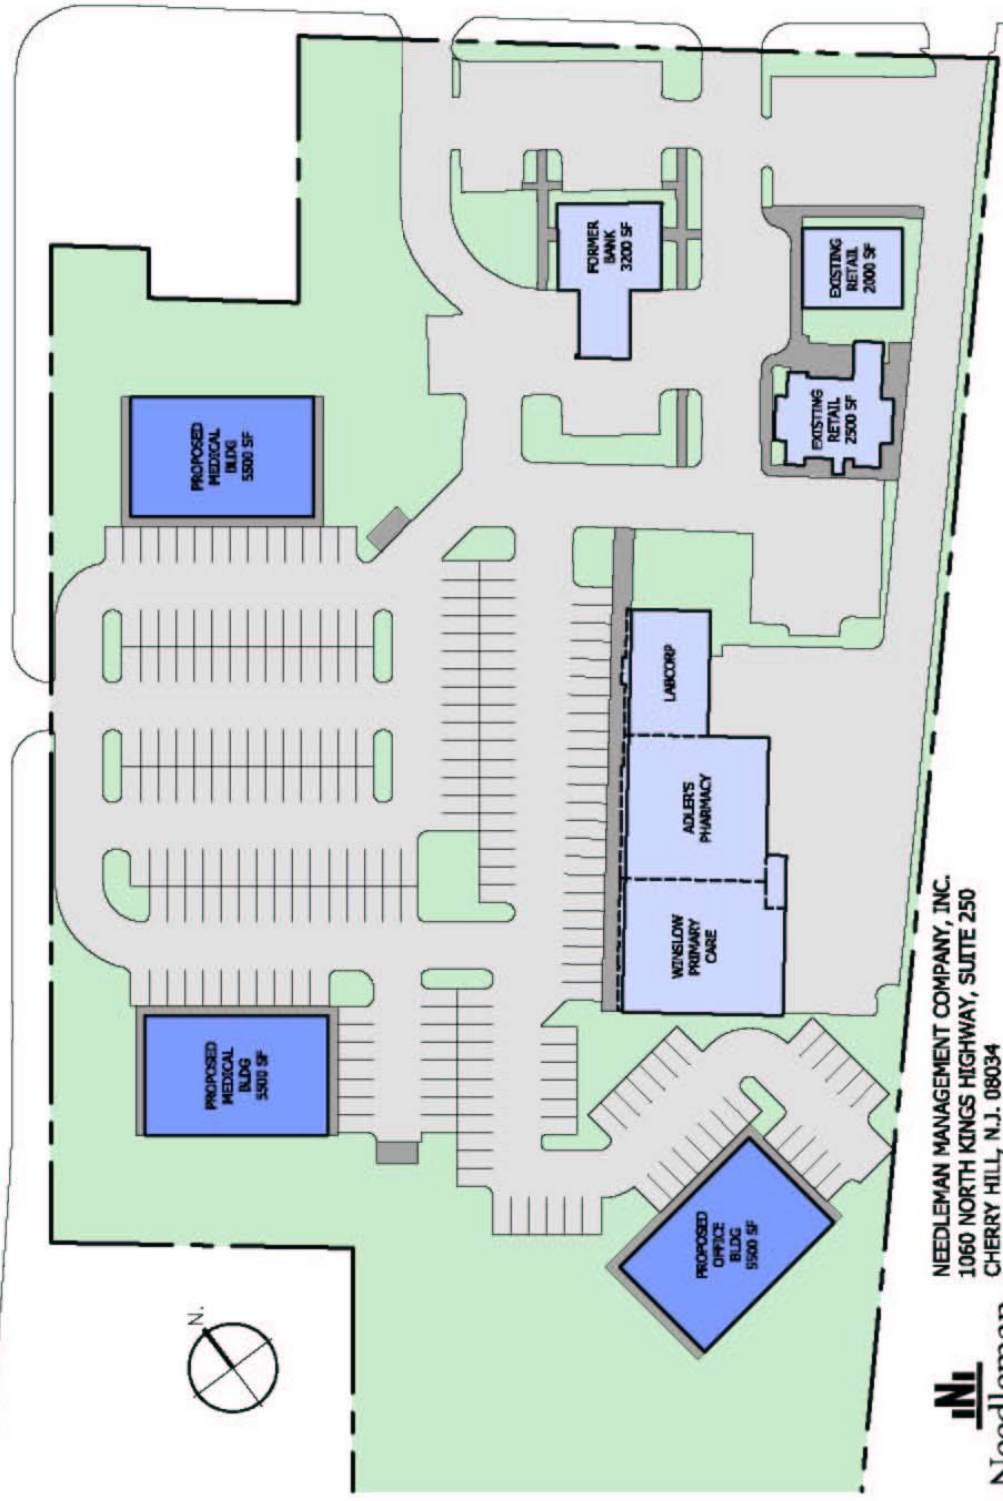 N.
PROPOSED
MEDICAL
BLDG
5500 SF
PROPOSED
MEDICAL
BLDG
5500 SF
PROPOSED
OFFICE
BLDG
5500 SF
WINSLOW
PRIMARY
CARE
ADLER'S
PHARMACY
LABCORP
FORMER
BANK
3200 SF
EXISTING
RETAIL
2500 SF
EXISTING
RETAIL
2000 SF
Needleman
NEEDLEMAN MANAGEMENT COMPANY, INC.
1060 NORTH KINGS HIGHWAY, SUITE 250
CHERRY HILL, N.J. 08034